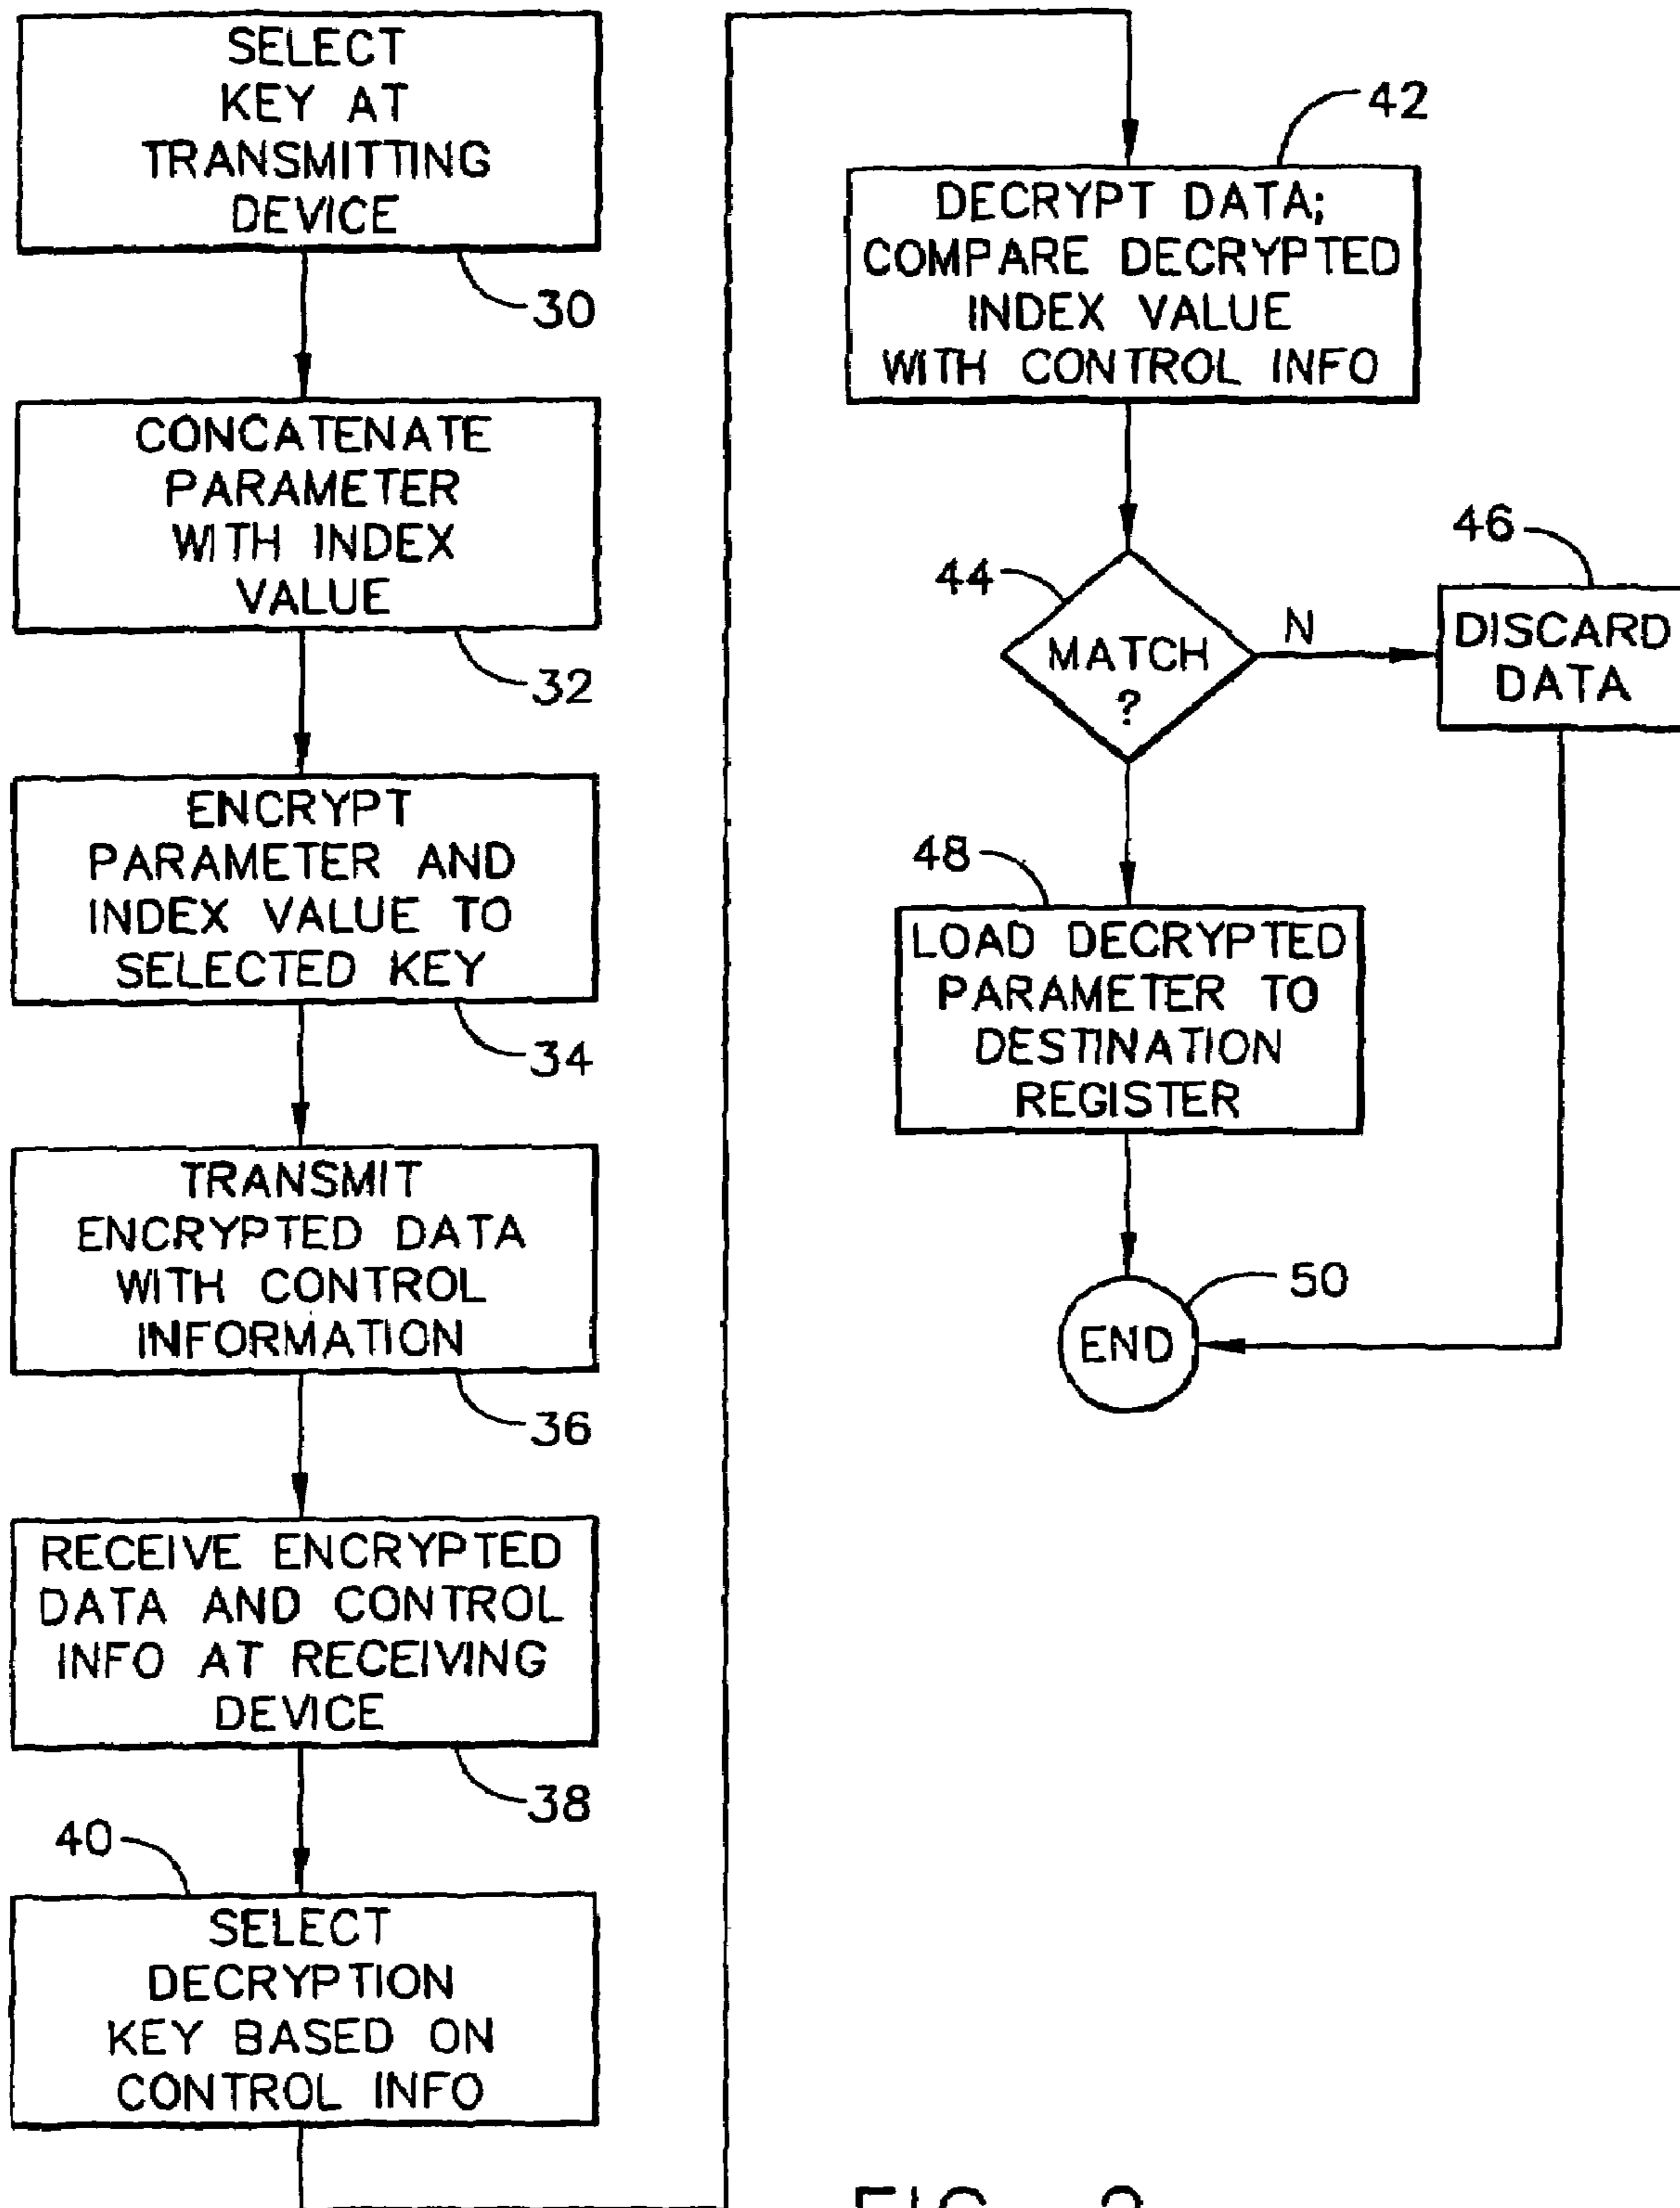 SELECT
KEY AT
TRANSMITTING
DEVICE
30
CONCATENATE
PARAMETER
WITH INDEX
VALUE
32
ENCRYPT
PARAMETER AND
INDEX VALUE TO
SELECTED KEY
34
TRANSMIT
ENCRYPTED DATA
WITH CONTROL
INFORMATION
36
RECEIVE ENCRYPTED
DATA AND CONTROL
INFO AT RECEIVING
DEVICE
38
40
SELECT
DECRYPTION
KEY BASED ON
CONTROL INFO
42
DECRYPT DATA;
COMPARE DECRYPTED
INDEX VALUE
WITH CONTROL INFO
44
MATCH
?
N
46
DISCARD
DATA
48
LOAD DECRYPTED
PARAMETER TO
DESTINATION
REGISTER
50
END